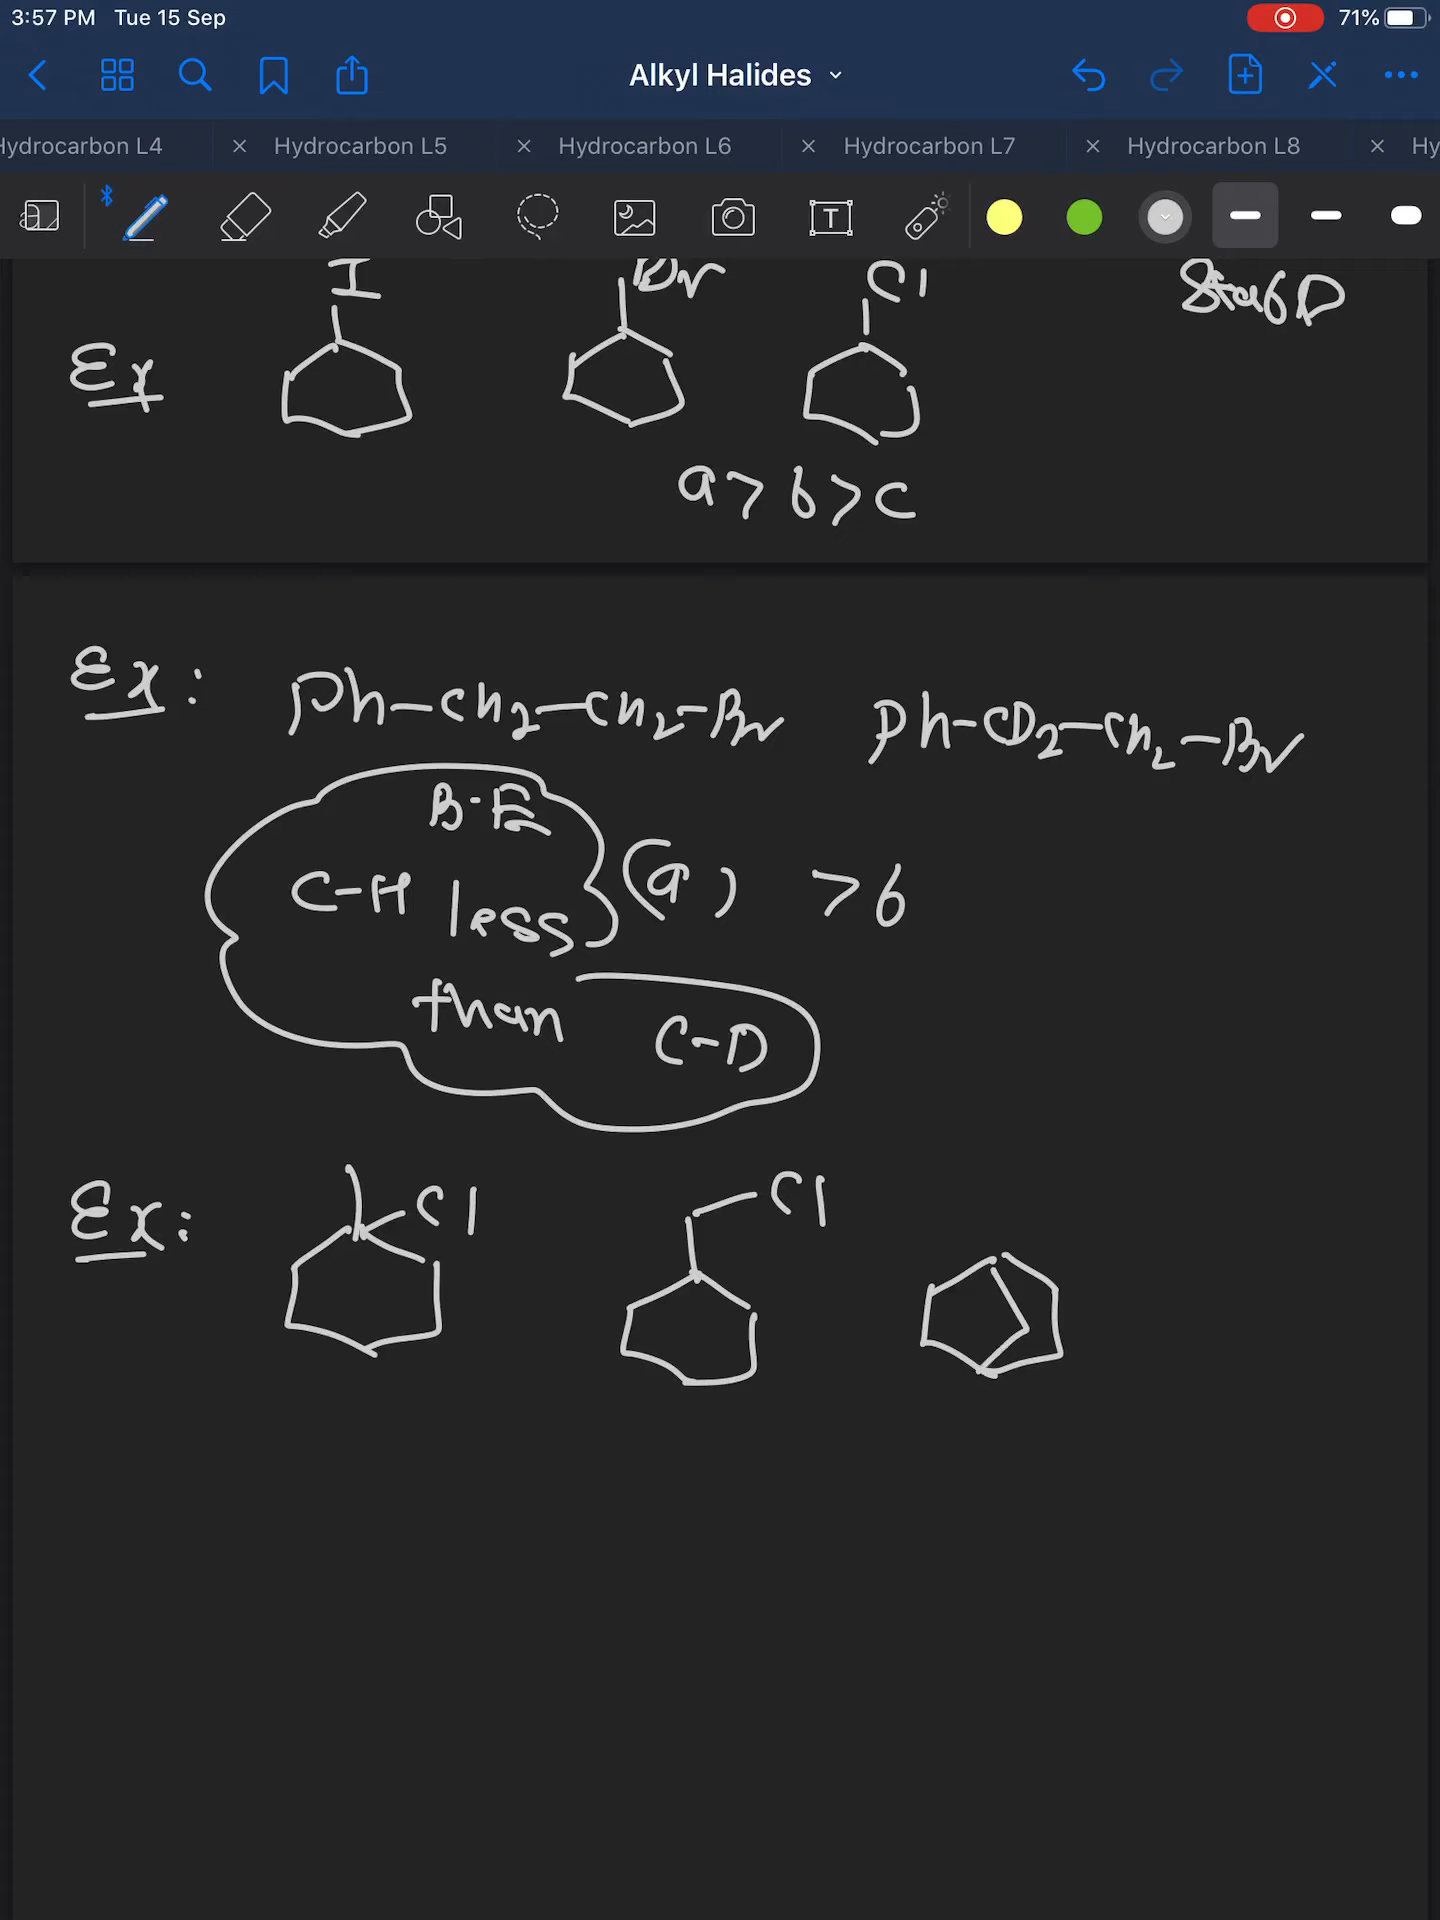 3:57 PM Tue 15 Sep 71%
Alkyl Halides
Hydrocarbon L4 Hydrocarbon L5 Hydrocarbon L6 Hydrocarbon L7 Hydrocarbon L8 Hy
T
I Br Cl
Ex
a > b > c
Ex: Ph-CH2-CH2-Br Ph-CD2-CH2-Br
B.E
C-H less (a) > b
than C-D
Ex: Cl Cl